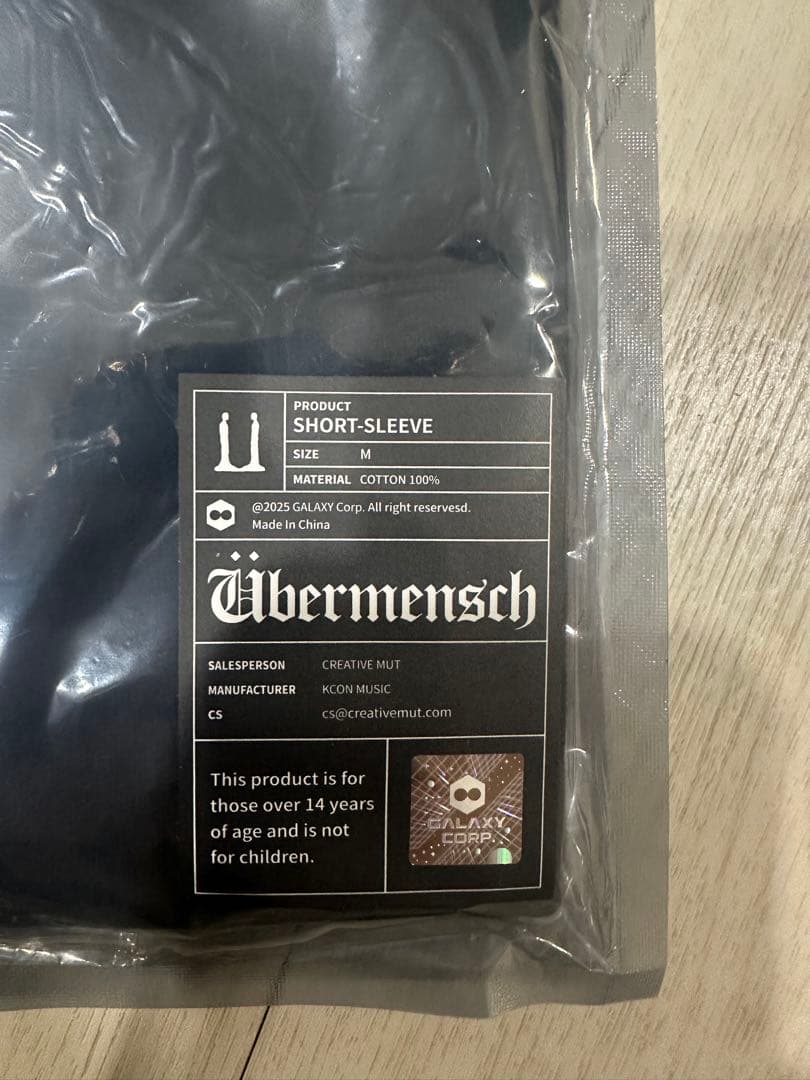 PRODUCT
SHORT-SLEEVE
SIZE M
MATERIAL COTTON 100%
@2025 GALAXY Corp. All right reservesd.
Made In China
Übermensch
SALESPERSON CREATIVE MUT
MANUFACTURER KCON MUSIC
CS cs@creativemut.com
This product is for
those over 14 years
of age and is not
for children.
GALAXY
CORP.